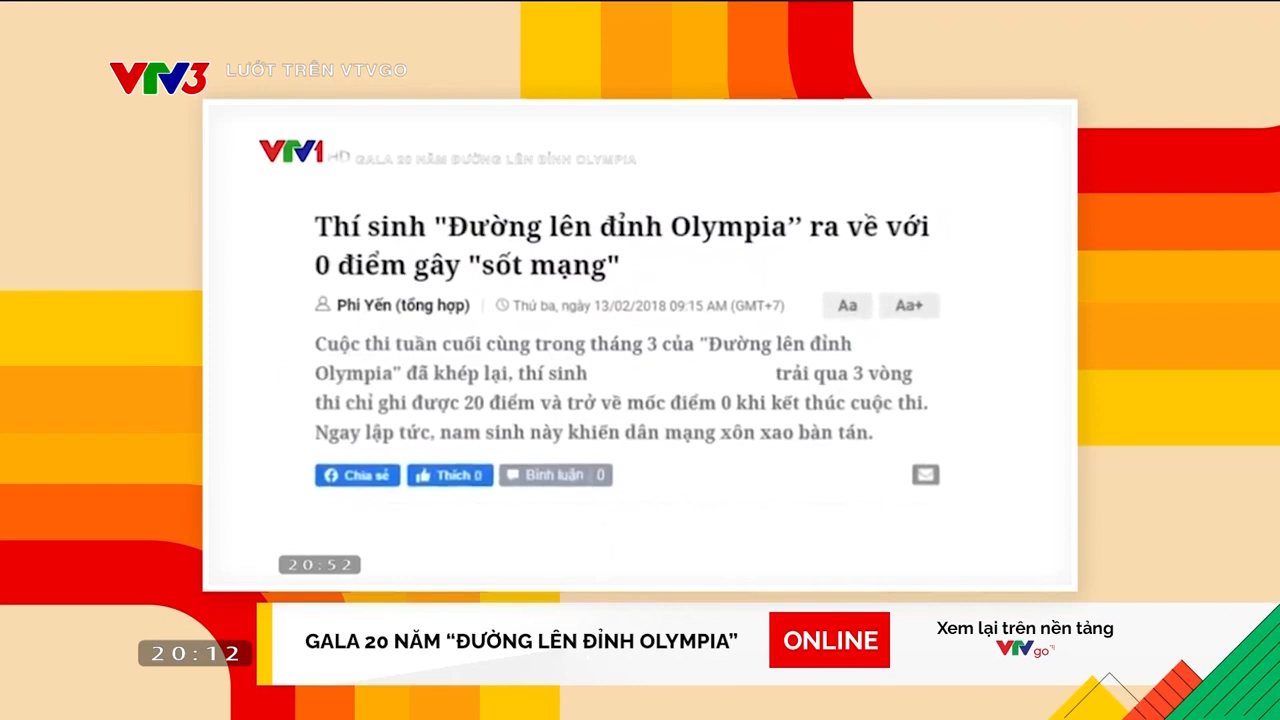 VTV3 LƯỚT TRÊN VTVGO
VTV1 HD GALA 20 NĂM ĐƯỜNG LÊN ĐỈNH OLYMPIA
Thí sinh "Đường lên đỉnh Olympia” ra về với
0 điểm gây "sốt mạng"
Phi Yến (tổng hợp) Thứ ba, ngày 13/02/2018 09:15 AM (GMT+7) Aa Aa+
Cuộc thi tuần cuối cùng trong tháng 3 của "Đường lên đỉnh
Olympia" đã khép lại, thí sinh trải qua 3 vòng
thi chỉ ghi được 20 điểm và trở về mốc điểm 0 khi kết thúc cuộc thi.
Ngay lập tức, nam sinh này khiến dân mạng xôn xao bàn tán.
Chia sẻ Thích 0 Bình luận 0
20:52
GALA 20 NĂM “ĐƯỜNG LÊN ĐỈNH OLYMPIA” ONLINE Xem lại trên nền tảng
VTV go
20:12